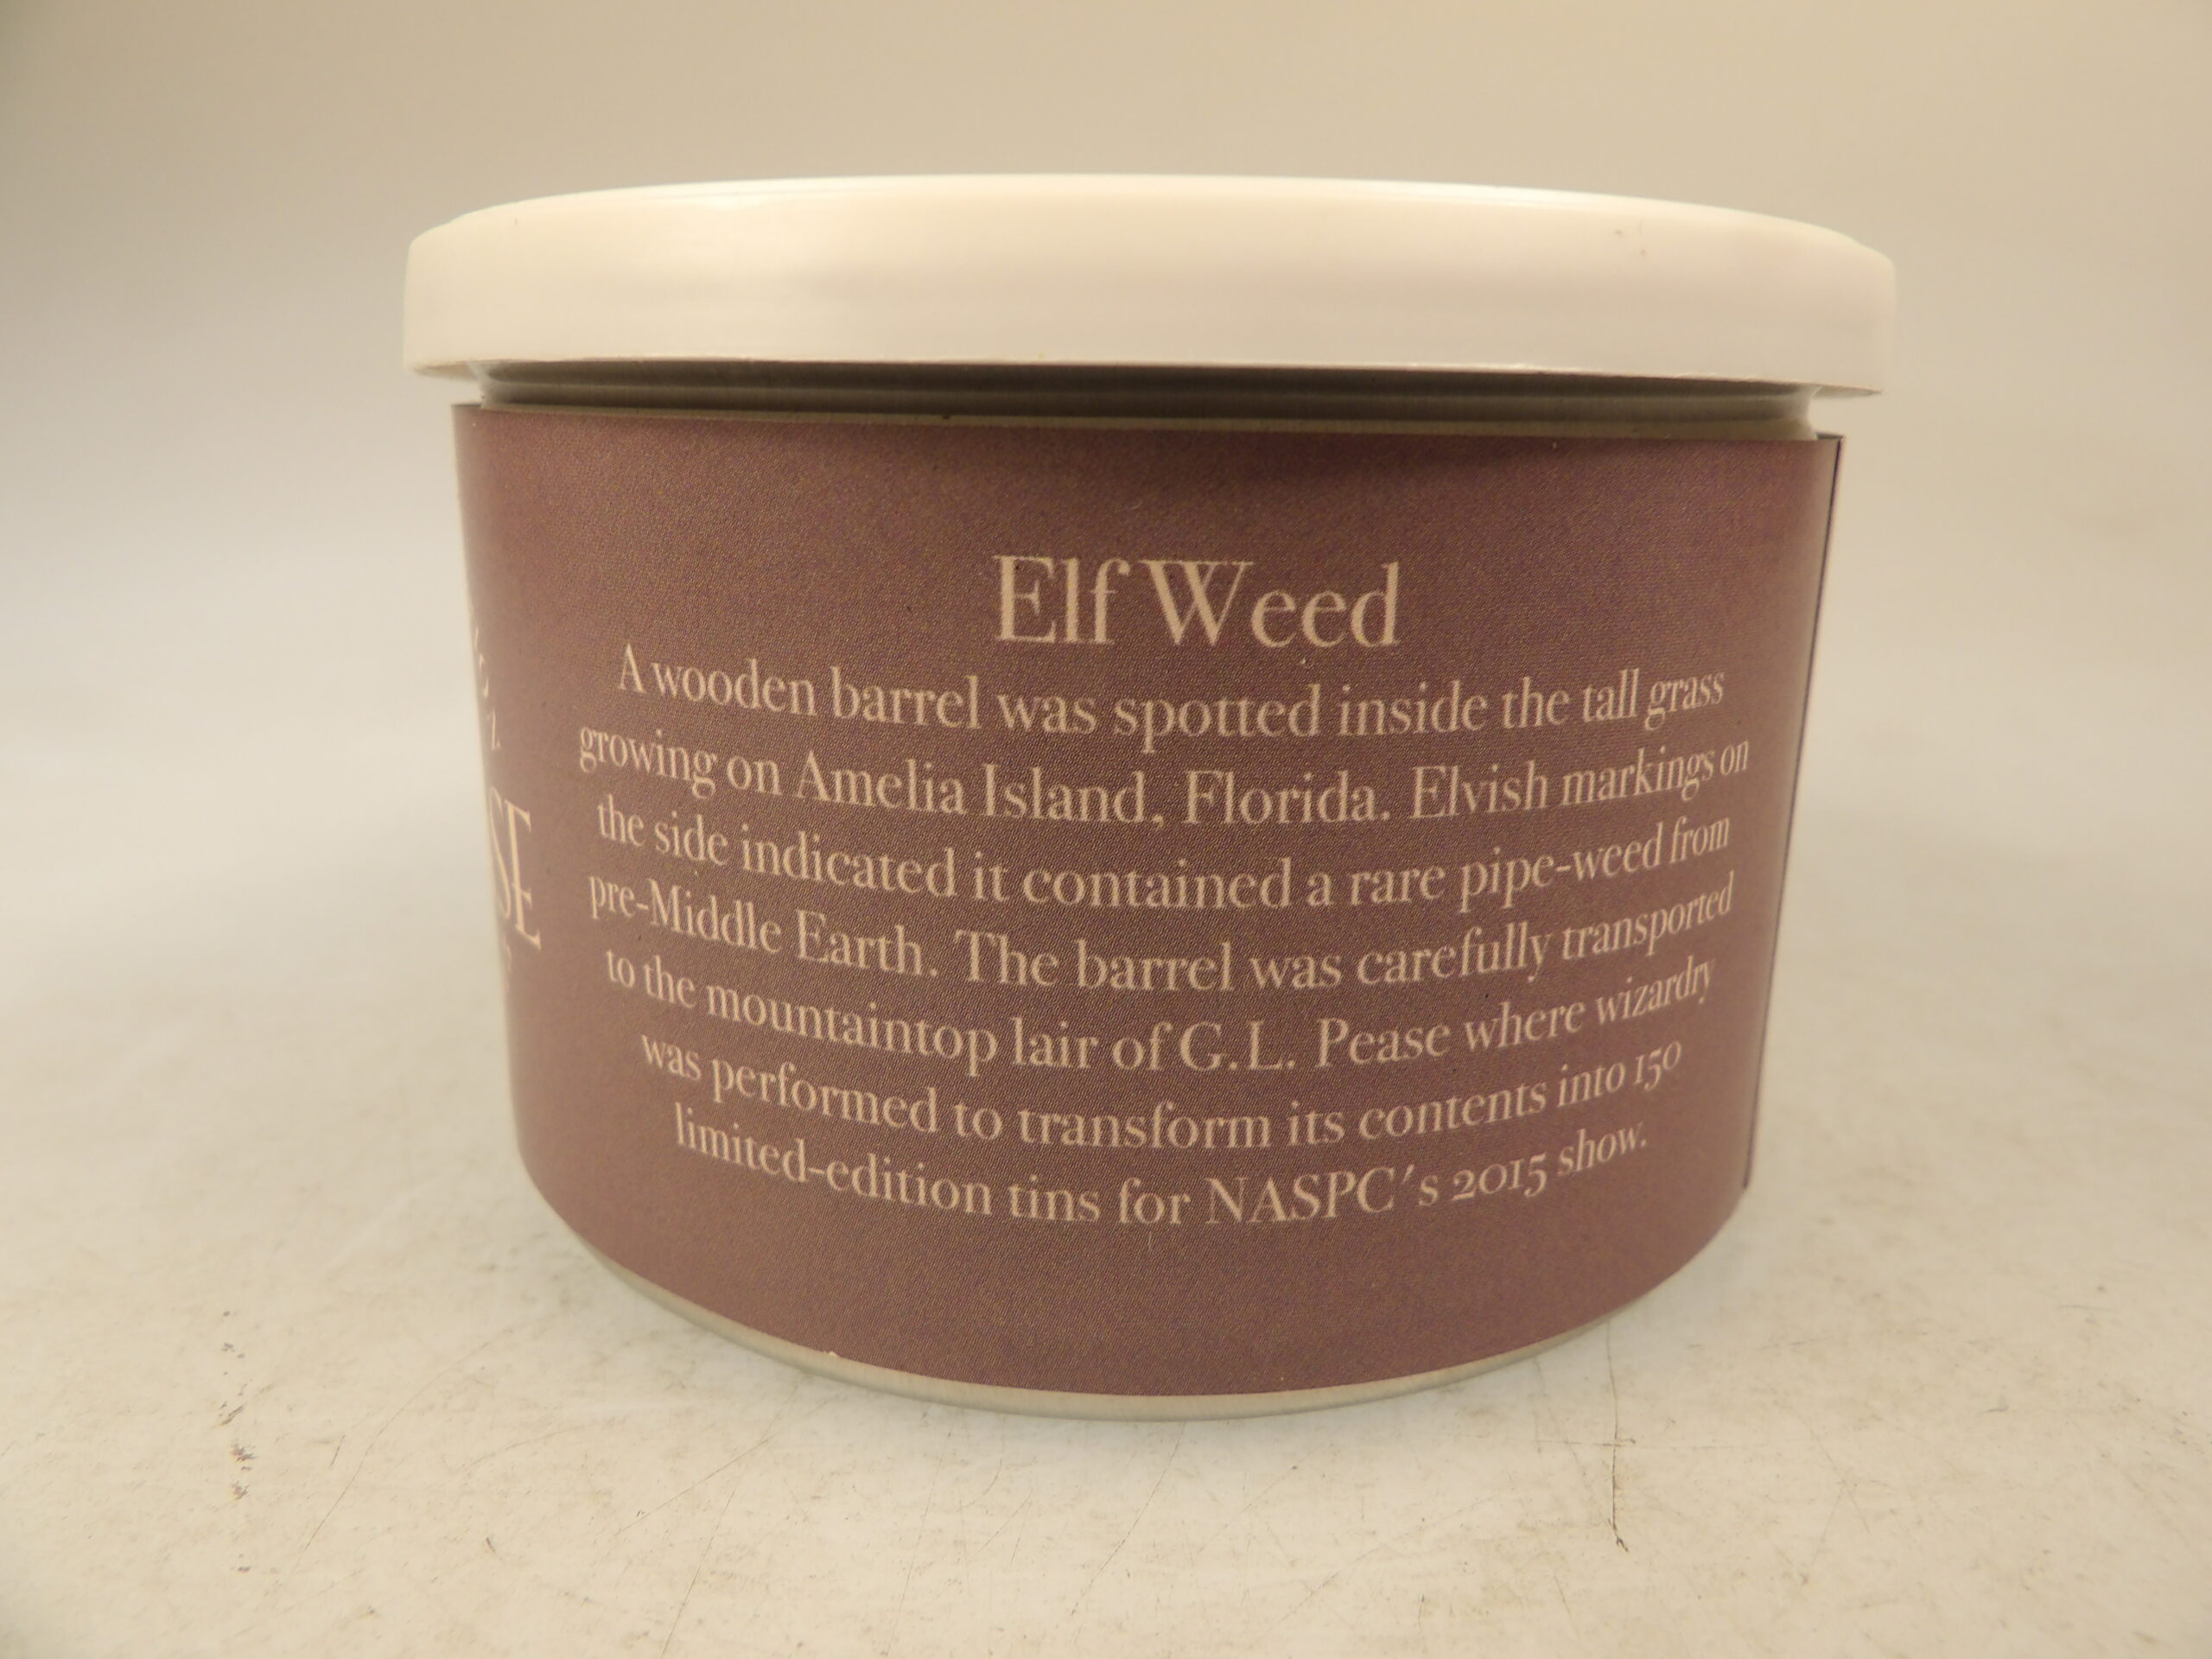 Elf Weed
A wooden barrel was spotted inside the tall grass
growing on Amelia Island, Florida. Elvish markings on
the side indicated it contained a rare pipe-weed from
pre-Middle Earth. The barrel was carefully transported
to the mountaintop lair of G.L. Pease where wizardry
was performed to transform its contents into 150
limited-edition tins for NASPC's 2015 show.
SE